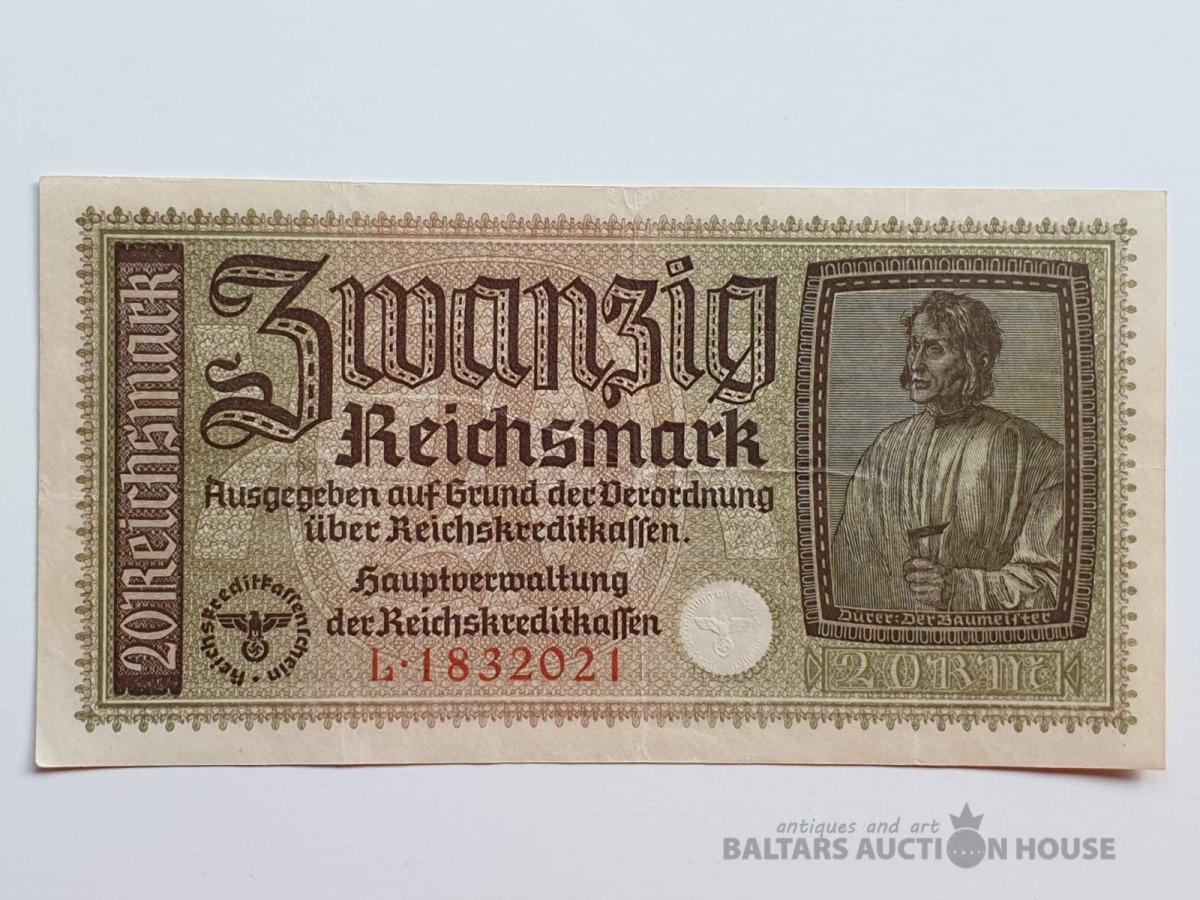 20 Reichsmark
Zwanzig
Reichsmark
Ausgegeben auf Grund der Verordnung
über Reichskreditkassen.
Hauptverwaltung
der Reichskreditkassen
Reichskreditkassenschein
L·1832021
Dürer: Der Baumeister
20 RM
antiques and art
BALTARS AUCTION HOUSE